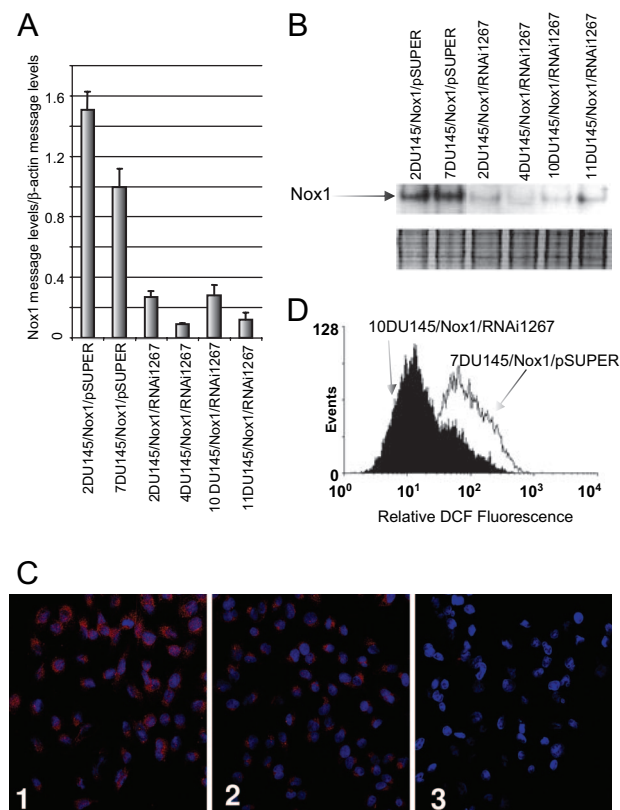 A
Nox1 message levels/β-actin message levels
1.6
1.2
0.8
0.4
0
2DU145/Nox1/pSUPER
7DU145/Nox1/pSUPER
2DU145/Nox1/RNAi1267
4DU145/Nox1/RNAi1267
10 DU145/Nox1/RNAi1267
11DU145/Nox1/RNAi1267
B
2DU145/Nox1/pSUPER
7DU145/Nox1/pSUPER
2DU145/Nox1/RNAi1267
4DU145/Nox1/RNAi1267
10DU145/Nox1/RNAi1267
11DU145/Nox1/RNAi1267
Nox1
D
128
10DU145/Nox1/RNAi1267
7DU145/Nox1/pSUPER
Events
0
10⁰ 10¹ 10² 10³ 10⁴
Relative DCF Fluorescence
C
1 2 3